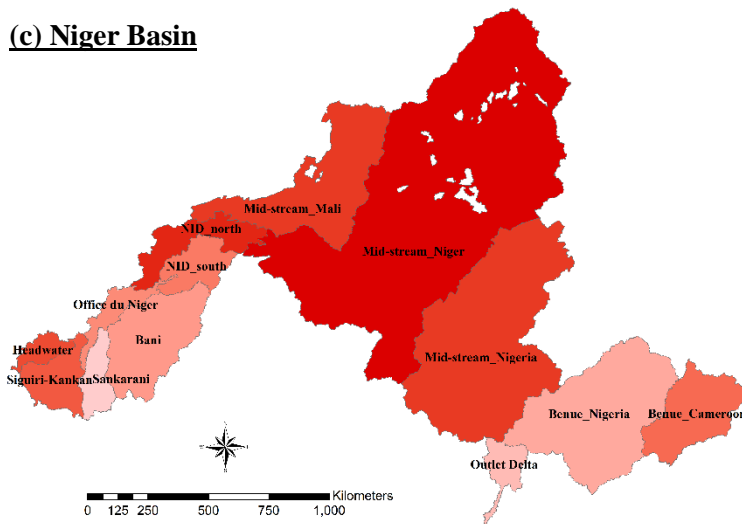 (c) Niger Basin
Mid-stream_Mali
NID_north
Mid-stream_Niger
NID_south
Office du Niger
Bani
Headwater
Mid-stream_Nigeria
Siguiri-Kankan
Sankarani
Benue_Nigeria
Benue_Cameroon
Outlet Delta
Kilometers
0 125 250 500 750 1,000